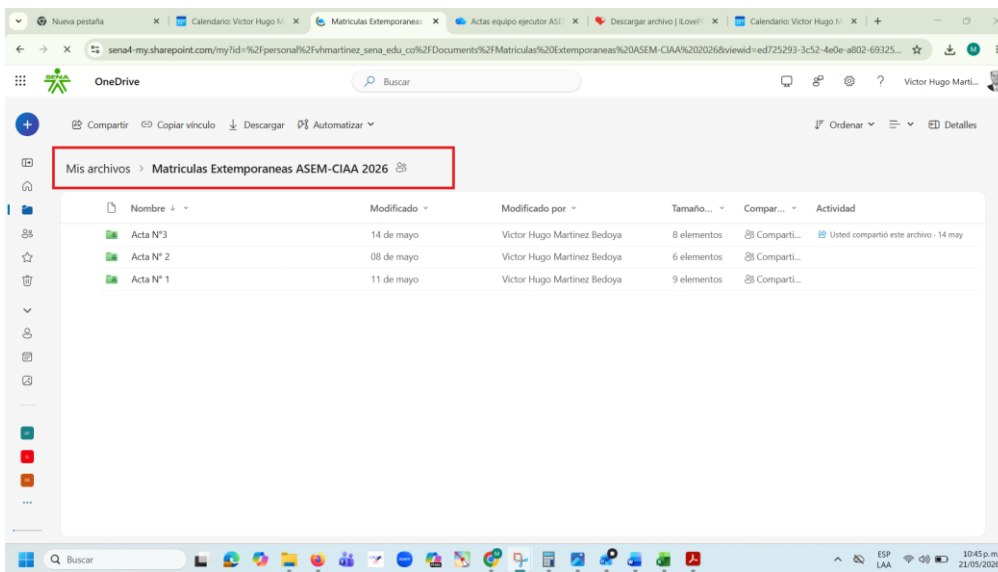 Nueva pestaña
Calendario: Victor Hugo M
Matriculas Extemporaneas
Actas equipo ejecutor ASE
Descargar archivo | iLoveP
Calendario: Victor Hugo M
sena4-my.sharepoint.com/my?id=%2Fpersonal%2Fvhmartinez_sena_edu_co%2FDocuments%2FMatriculas%20Extemporaneas%20ASEM-CIAA%202026&viewid=ed725293-3c52-4e0e-a802-69325...
M
SENA
OneDrive
Buscar
Victor Hugo Marti...
Compartir Copiar vínculo Descargar Automatizar
Ordenar Detalles
Mis archivos > Matriculas Extemporaneas ASEM-CIAA 2026
Nombre Modificado Modificado por Tamaño... Compar... Actividad
Acta N°3 14 de mayo Victor Hugo Martinez Bedoya 8 elementos Comparti... Usted compartió este archivo · 14 may
Acta N° 2 08 de mayo Victor Hugo Martinez Bedoya 6 elementos Comparti...
Acta N° 1 11 de mayo Victor Hugo Martinez Bedoya 9 elementos Comparti...
Buscar
ESP
LAA
10:45 p.m
21/05/2026